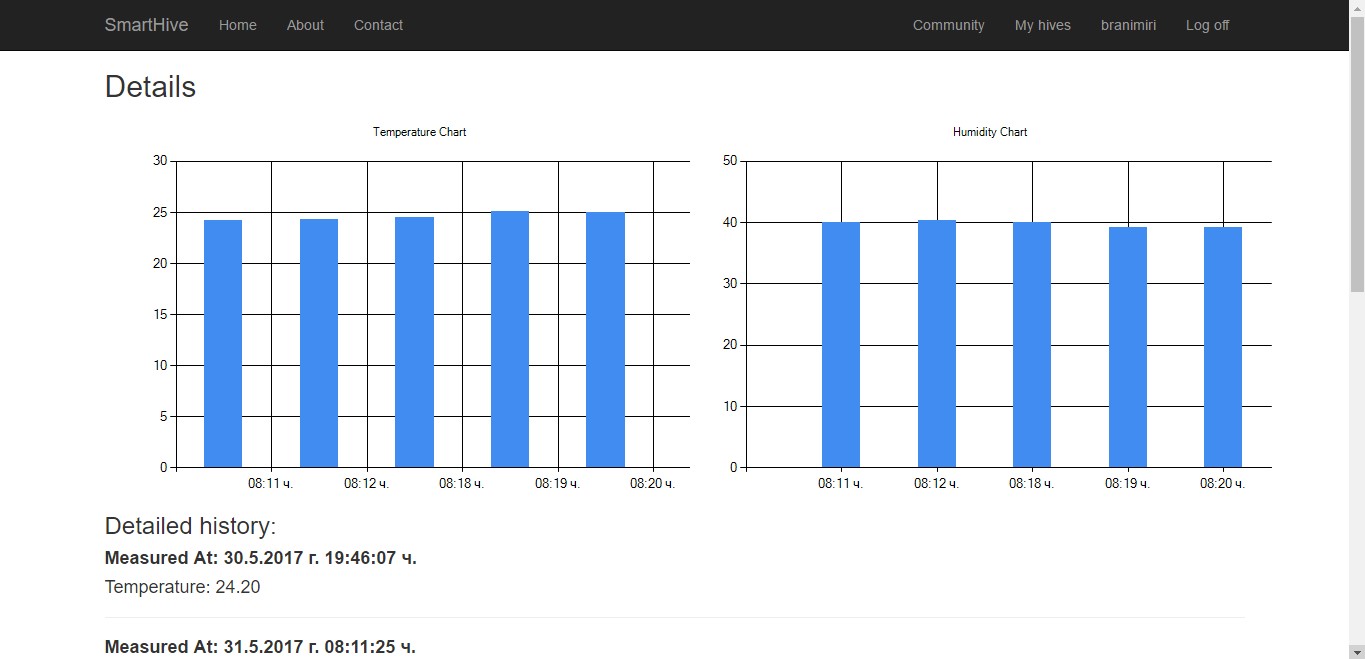 SmartHive Home About Contact Community My hives branimiri Log off
Details
Temperature Chart
30
25
20
15
10
5
0
08:11 ч. 08:12 ч. 08:18 ч. 08:19 ч. 08:20 ч.
Humidity Chart
50
40
30
20
10
0
08:11 ч. 08:12 ч. 08:18 ч. 08:19 ч. 08:20 ч.
Detailed history:
Measured At: 30.5.2017 г. 19:46:07 ч.
Temperature: 24.20
Measured At: 31.5.2017 г. 08:11:25 ч.